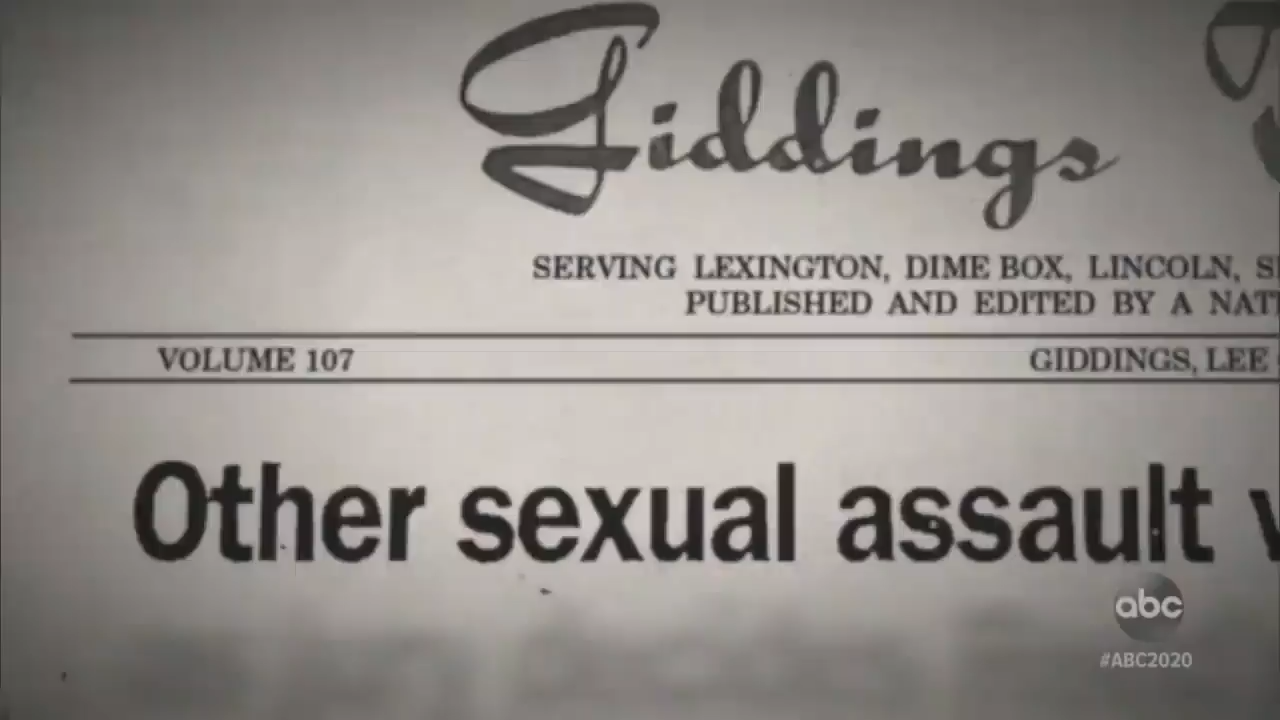 Giddings
SERVING LEXINGTON, DIME BOX, LINCOLN,
PUBLISHED AND EDITED BY A
VOLUME 107
GIDDINGS, LEE
Other sexual assault
abc
#ABC2020